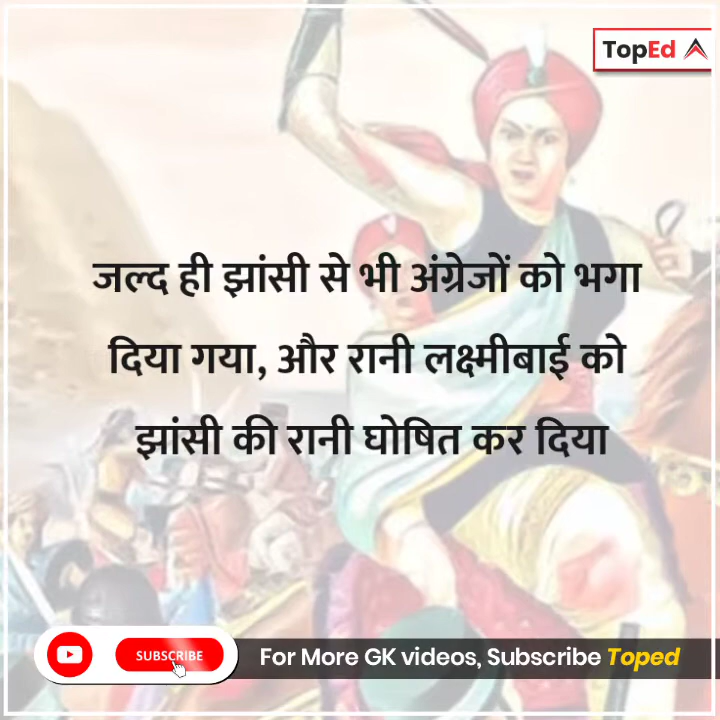 TopEd
जल्द ही झांसी से भी अंग्रेजों को भगा
दिया गया, और रानी लक्ष्मीबाई को
झांसी की रानी घोषित कर दिया
SUBSCRIBE
For More GK videos, Subscribe Toped